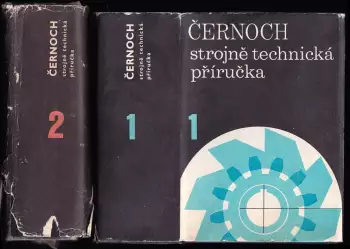 ČERNOCH
strojně technická
příručka
2
ČERNOCH
strojně technická
příručka
1
ČERNOCH
strojně technická
příručka
1